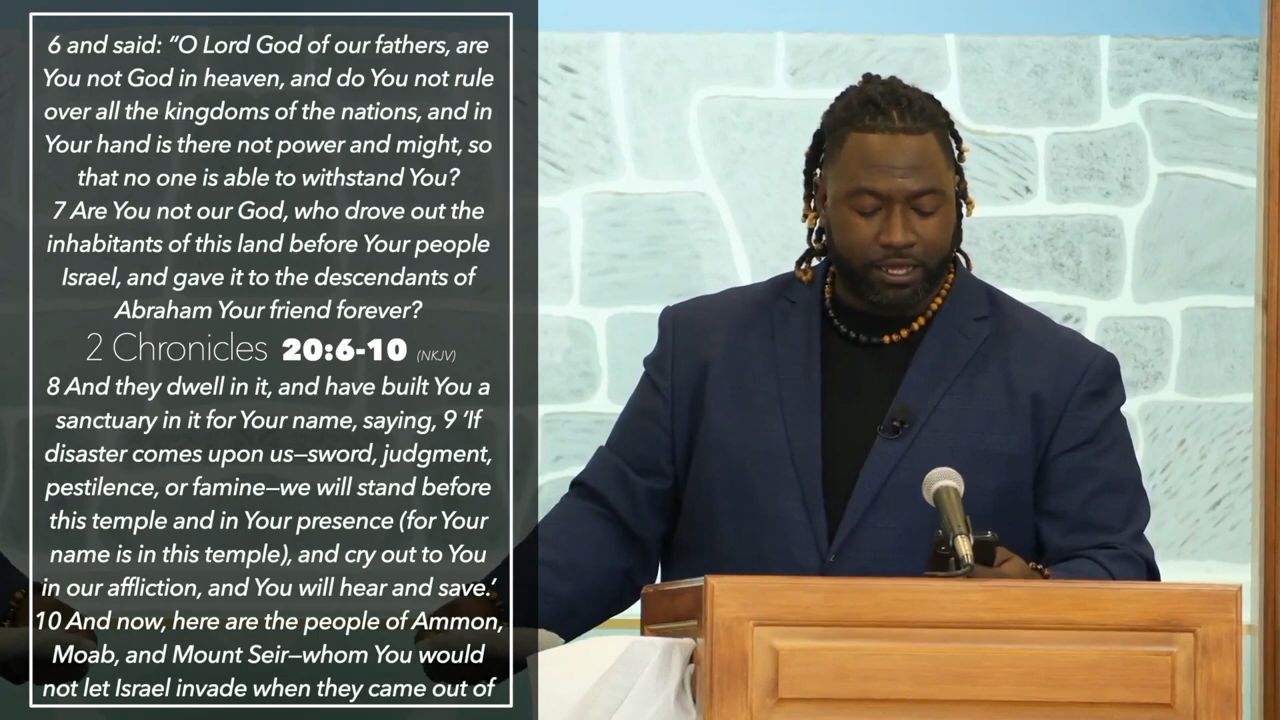 6 and said: “O Lord God of our fathers, are
You not God in heaven, and do You not rule
over all the kingdoms of the nations, and in
Your hand is there not power and might, so
that no one is able to withstand You?
7 Are You not our God, who drove out the
inhabitants of this land before Your people
Israel, and gave it to the descendants of
Abraham Your friend forever?
2 Chronicles 20:6-10 (NKJV)
8 And they dwell in it, and have built You a
sanctuary in it for Your name, saying, 9 ‘If
disaster comes upon us—sword, judgment,
pestilence, or famine—we will stand before
this temple and in Your presence (for Your
name is in this temple), and cry out to You
in our affliction, and You will hear and save.’
10 And now, here are the people of Ammon,
Moab, and Mount Seir—whom You would
not let Israel invade when they came out of